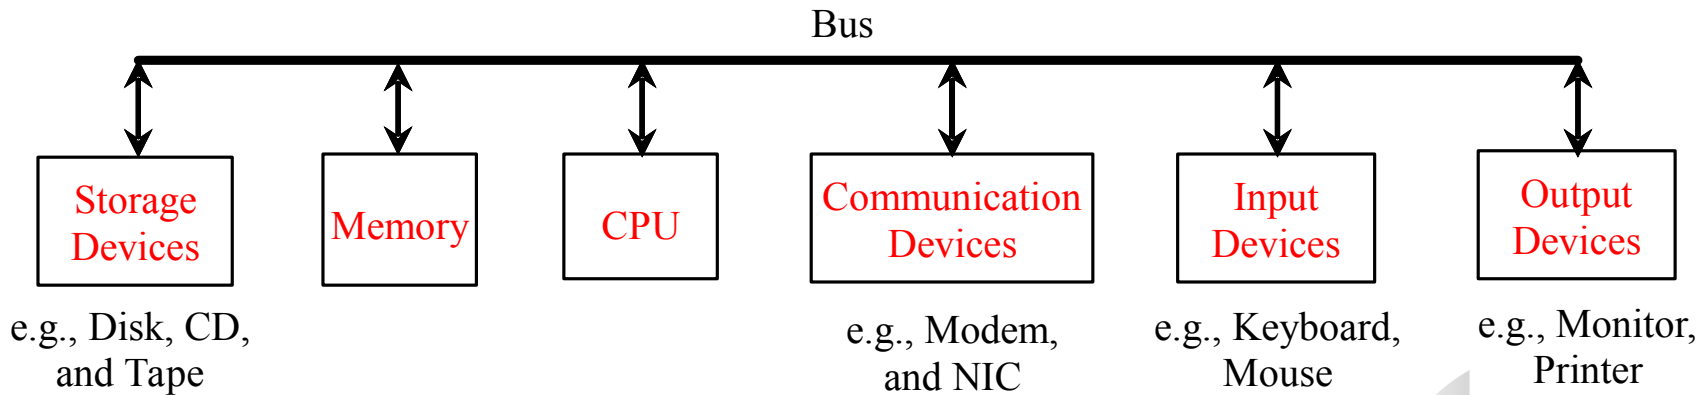 Bus
Storage
Devices
Memory
CPU
Communication
Devices
Input
Devices
Output
Devices
e.g., Disk, CD,
and Tape
e.g., Modem,
and NIC
e.g., Keyboard,
Mouse
e.g., Monitor,
Printer